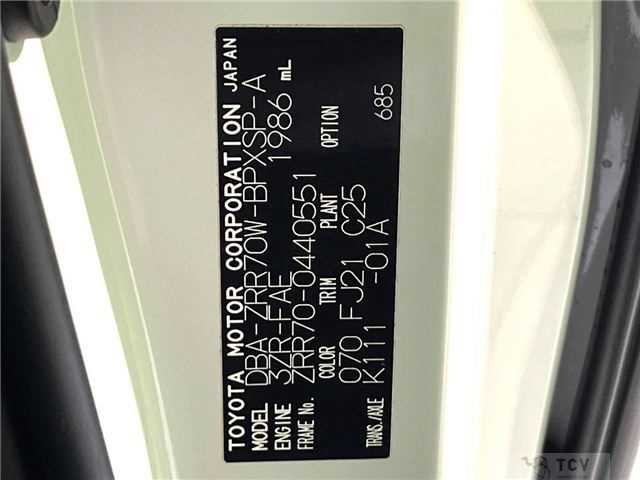 TOYOTA MOTOR CORPORATION JAPAN
MODEL DBA-ZRR70W-BPXSP-A
ENGINE 3ZR-FAE 1986 mL
FRAME No. ZRR70-0440551
COLOR TRIM PLANT OPTION
070 FJ21 C25 685
TRANS./AXLE K111 -01A
TCV